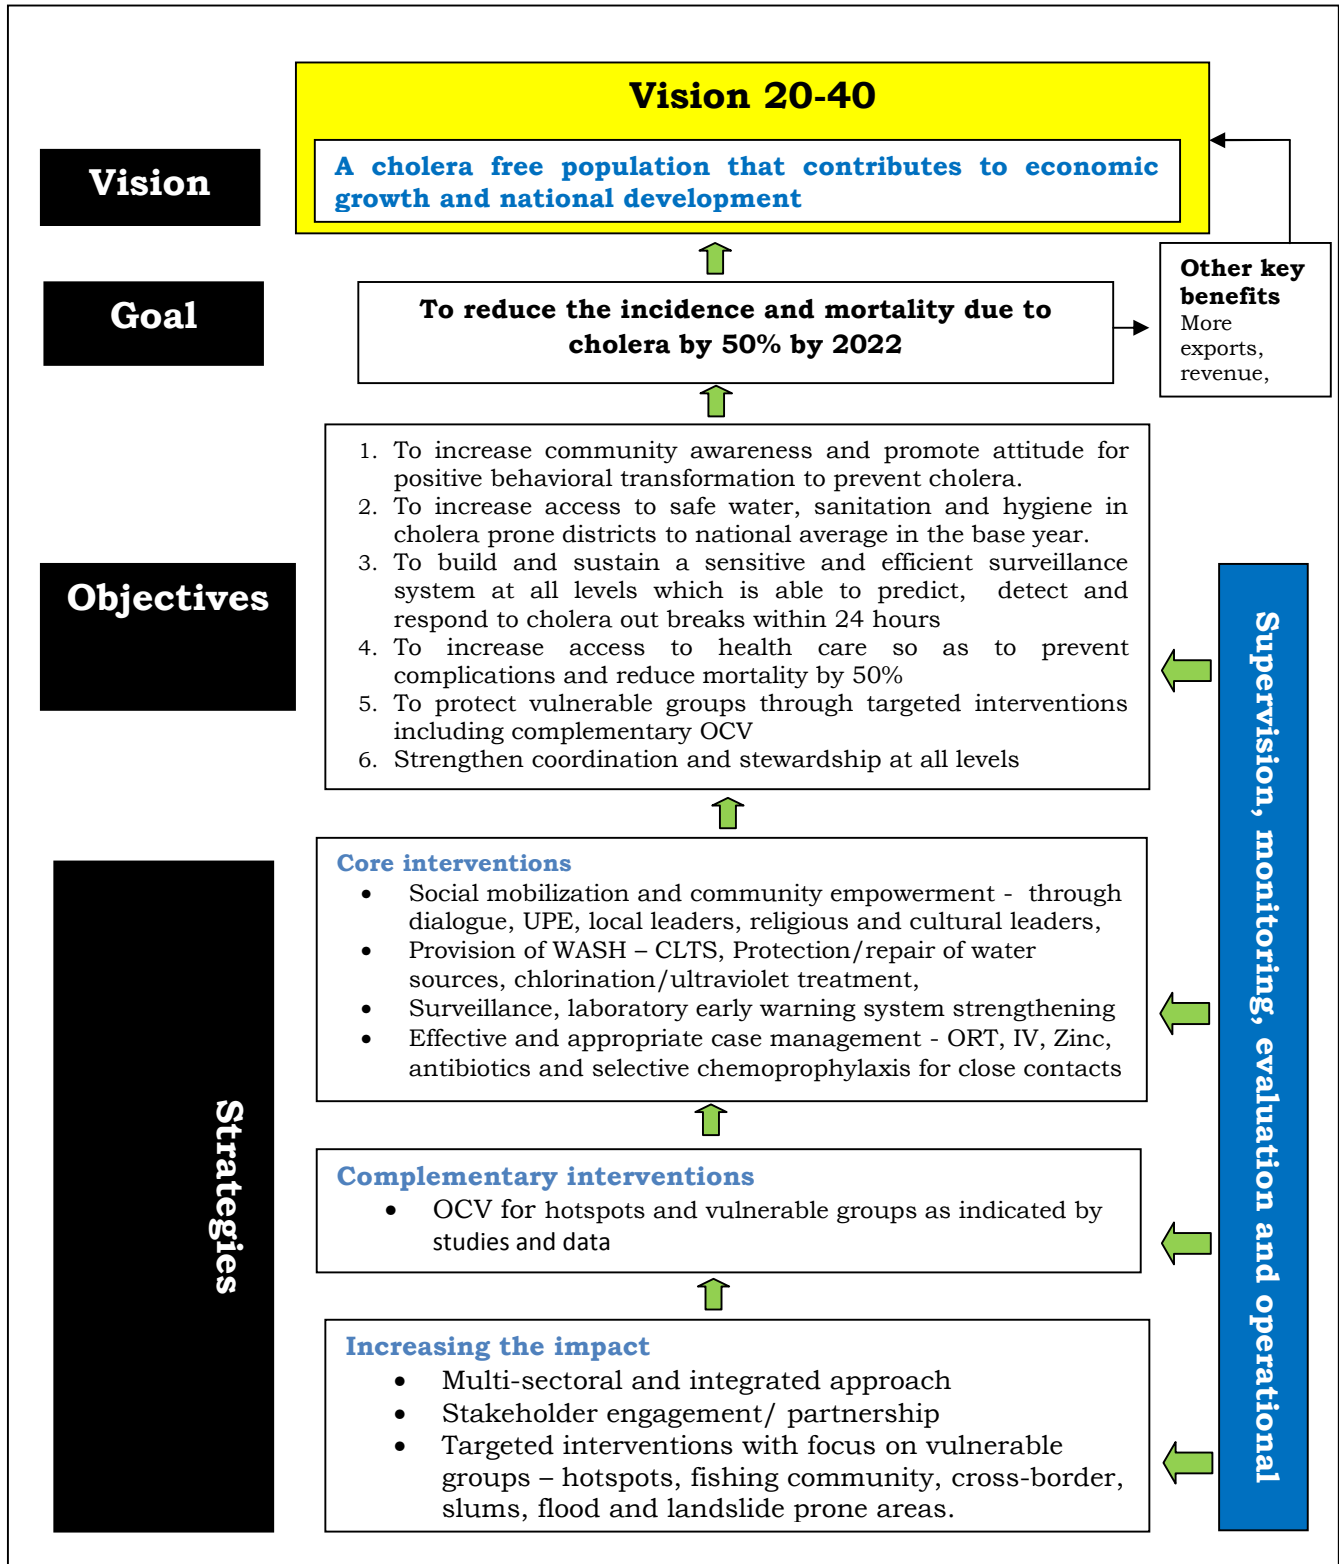 Vision 20-40
Vision
A cholera free population that contributes to economic
growth and national development
Goal
To reduce the incidence and mortality due to
cholera by 50% by 2022
Other key
benefits
More
exports,
revenue,
Objectives
1. To increase community awareness and promote attitude for
positive behavioral transformation to prevent cholera.
2. To increase access to safe water, sanitation and hygiene in
cholera prone districts to national average in the base year.
3. To build and sustain a sensitive and efficient surveillance
system at all levels which is able to predict, detect and
respond to cholera out breaks within 24 hours
4. To increase access to health care so as to prevent
complications and reduce mortality by 50%
5. To protect vulnerable groups through targeted interventions
including complementary OCV
6. Strengthen coordination and stewardship at all levels
Strategies
Core interventions
• Social mobilization and community empowerment - through
dialogue, UPE, local leaders, religious and cultural leaders,
• Provision of WASH – CLTS, Protection/repair of water
sources, chlorination/ultraviolet treatment,
• Surveillance, laboratory early warning system strengthening
• Effective and appropriate case management - ORT, IV, Zinc,
antibiotics and selective chemoprophylaxis for close contacts
Complementary interventions
• OCV for hotspots and vulnerable groups as indicated by
studies and data
Increasing the impact
• Multi-sectoral and integrated approach
• Stakeholder engagement/ partnership
• Targeted interventions with focus on vulnerable
groups – hotspots, fishing community, cross-border,
slums, flood and landslide prone areas.
Supervision, monitoring, evaluation and operational